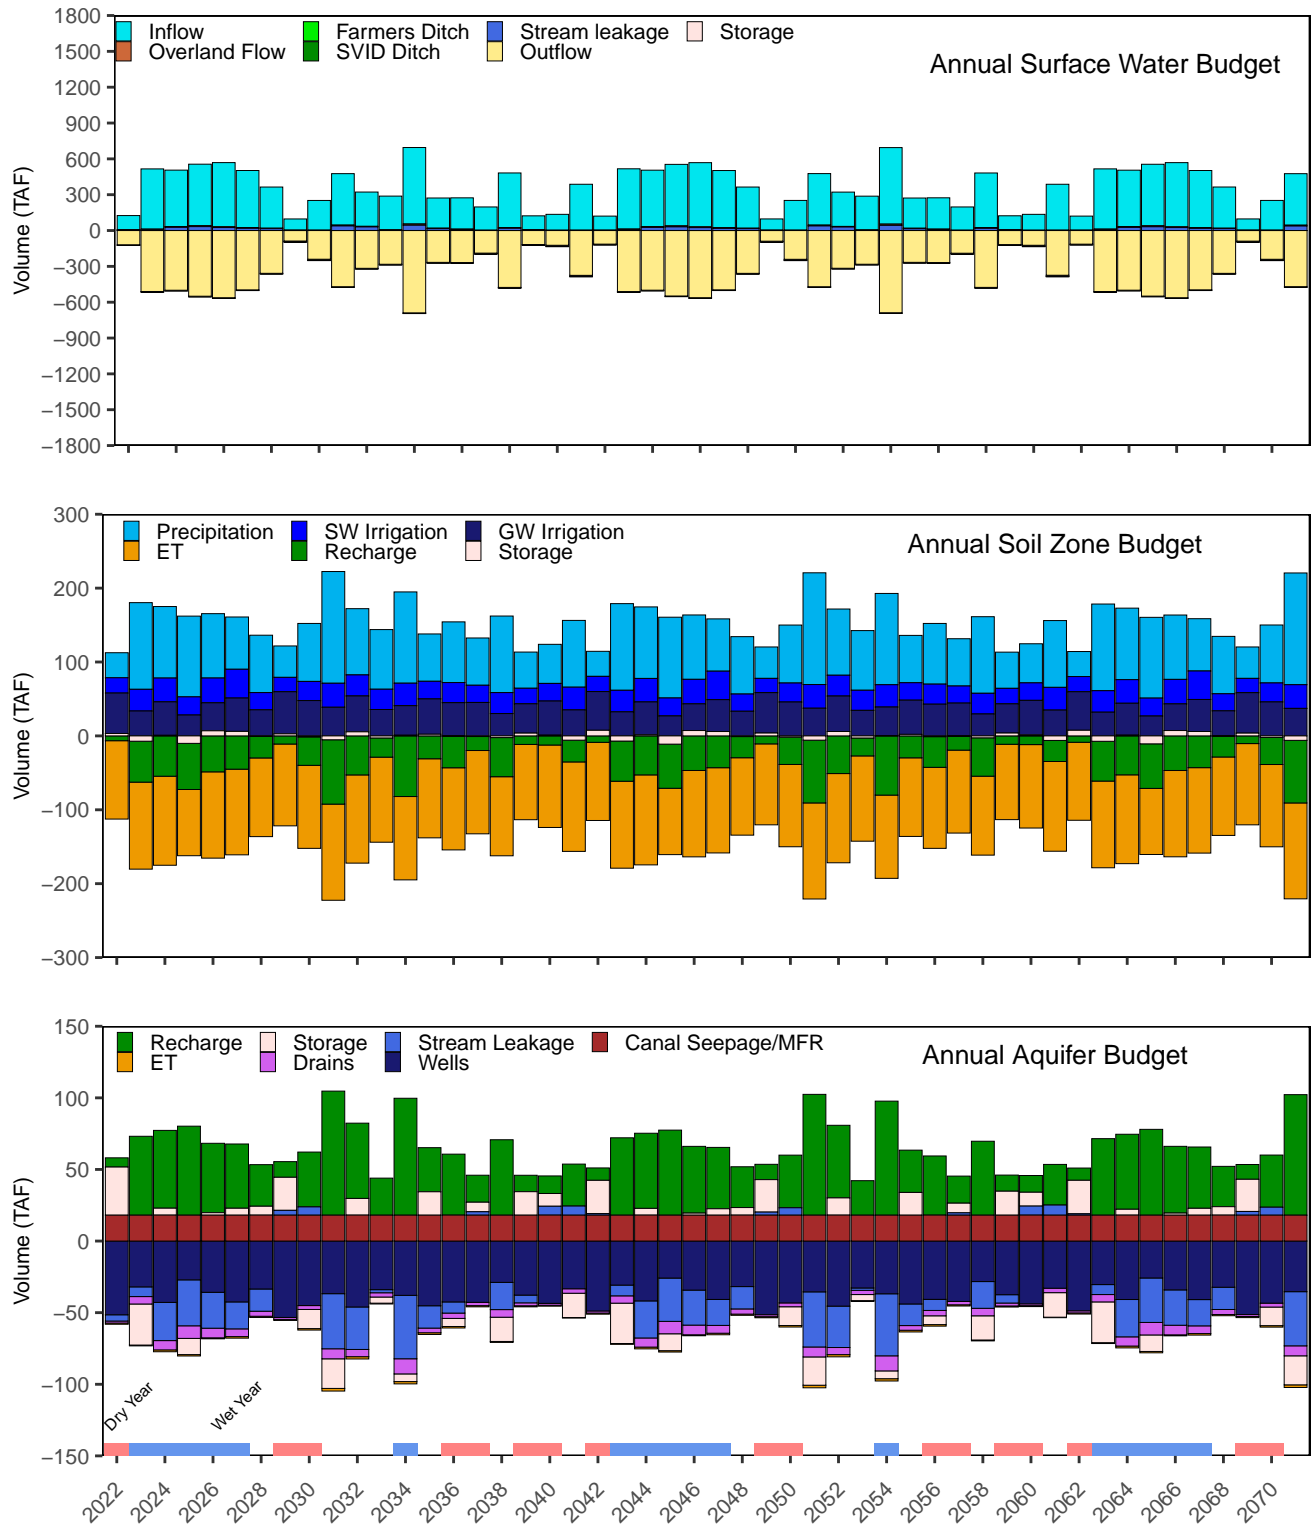 Inflow Farmers Ditch Stream leakage Storage
Overland Flow SVID Ditch Outflow
Annual Surface Water Budget
Volume (TAF)
1800
1500
1200
900
600
300
0
−300
−600
−900
−1200
−1500
−1800
Precipitation SW Irrigation GW Irrigation
ET Recharge Storage
Annual Soil Zone Budget
300
200
100
0
−100
−200
−300
Recharge Storage Stream Leakage Canal Seepage/MFR
ET Drains Wells
Annual Aquifer Budget
Volume (TAF)
150
100
50
0
−50
−100
−150
Dry Year Wet Year
2022 2024 2026 2028 2030 2032 2034 2036 2038 2040 2042 2044 2046 2048 2050 2052 2054 2056 2058 2060 2062 2064 2066 2068 2070